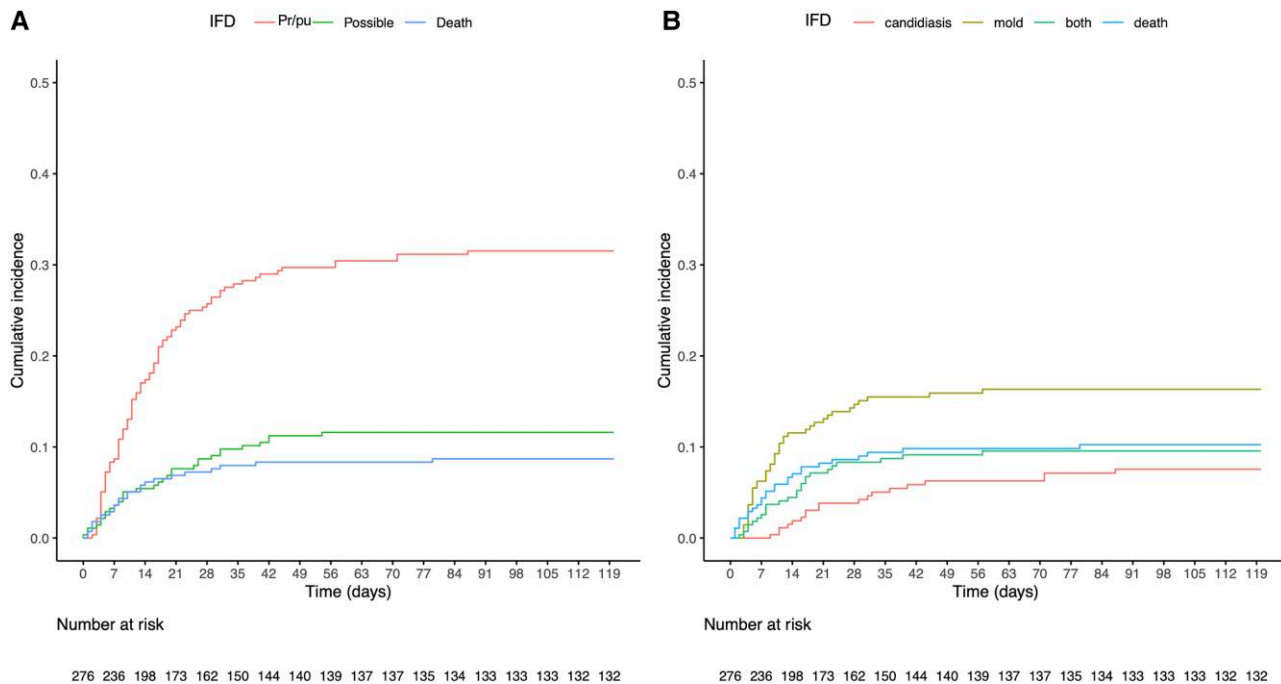 A
IFD Pr/pu Possible Death
Cumulative incidence
0.5
0.4
0.3
0.2
0.1
0.0
0 7 14 21 28 35 42 49 56 63 70 77 84 91 98 105 112 119
Time (days)
Number at risk
276 236 198 173 162 150 144 140 139 137 137 135 134 133 133 133 132 132
B
IFD candidiasis mold both death
Cumulative incidence
0.5
0.4
0.3
0.2
0.1
0.0
0 7 14 21 28 35 42 49 56 63 70 77 84 91 98 105 112 119
Time (days)
Number at risk
276 236 198 173 162 150 144 140 139 137 137 135 134 133 133 133 132 132